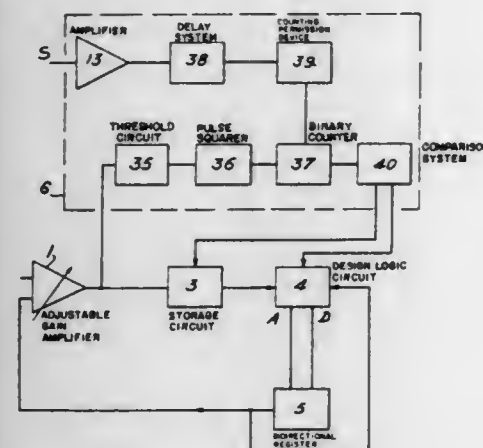 AMPLIFIER
DELAY
SYSTEM
COUNTING
PERMISSION
DEVICE
S
13
38
39
THRESHOLD
CIRCUIT
PULSE
SQUARER
BINARY
COUNTER
35
36
37
40
COMPARISON
SYSTEM
6
1
3
4
DESIGN LOGIC
CIRCUIT
ADJUSTABLE
GAIN
AMPLIFIER
STORAGE
CIRCUIT
A
D
5
BIDIRECTIONAL
REGISTER